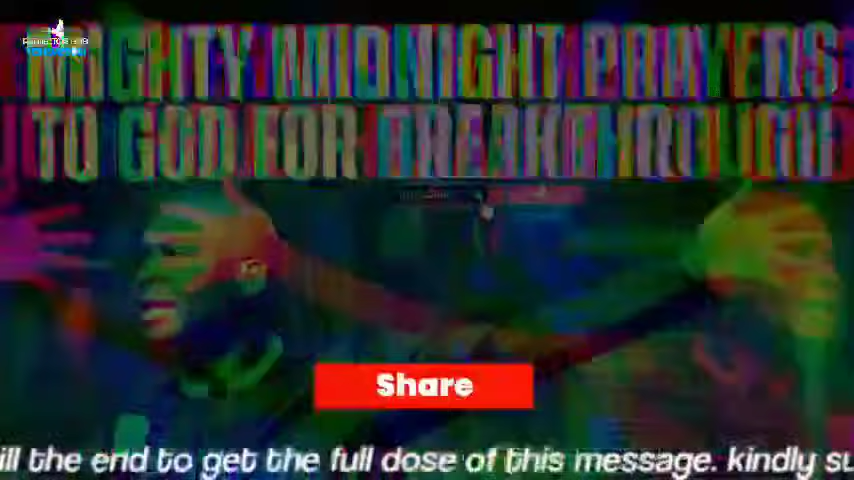 MIGHTY MIDNIGHT PRAYERS
TO GOD FOR BREAKTHROUGH
Share
ill the end to get the full dose of this message. kindly su